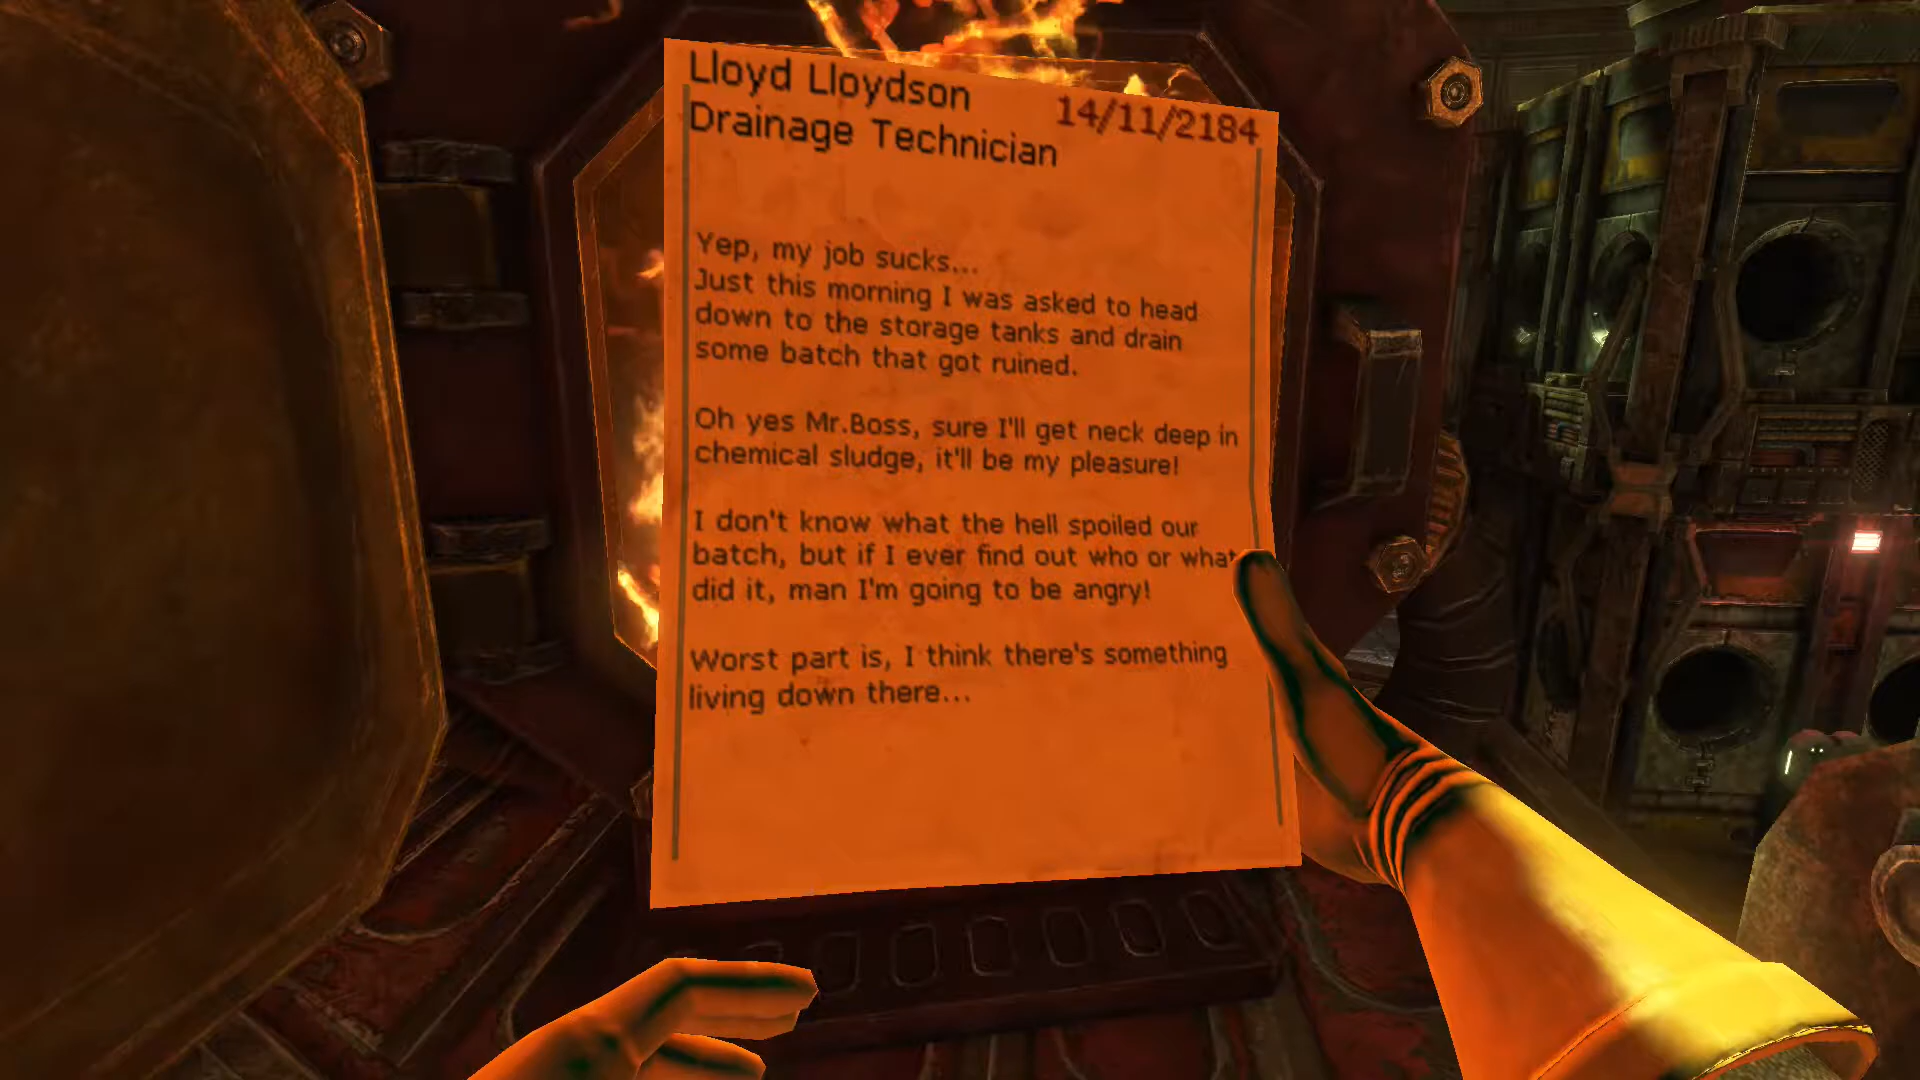 Lloyd Lloydson
14/11/2184
Drainage Technician
Yep, my job sucks...
Just this morning I was asked to head
down to the storage tanks and drain
some batch that got ruined.
Oh yes Mr.Boss, sure I'll get neck deep in
chemical sludge, it'll be my pleasure!
I don't know what the hell spoiled our
batch, but if I ever find out who or what
did it, man I'm going to be angry!
Worst part is, I think there's something
living down there...